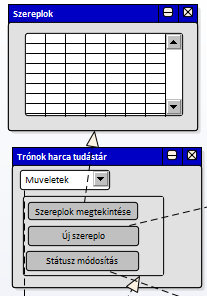 Szereplok
Trónok harca tudástár
Muveletek
Szereplok megtekintése
Új szereplo
Státusz módosítás